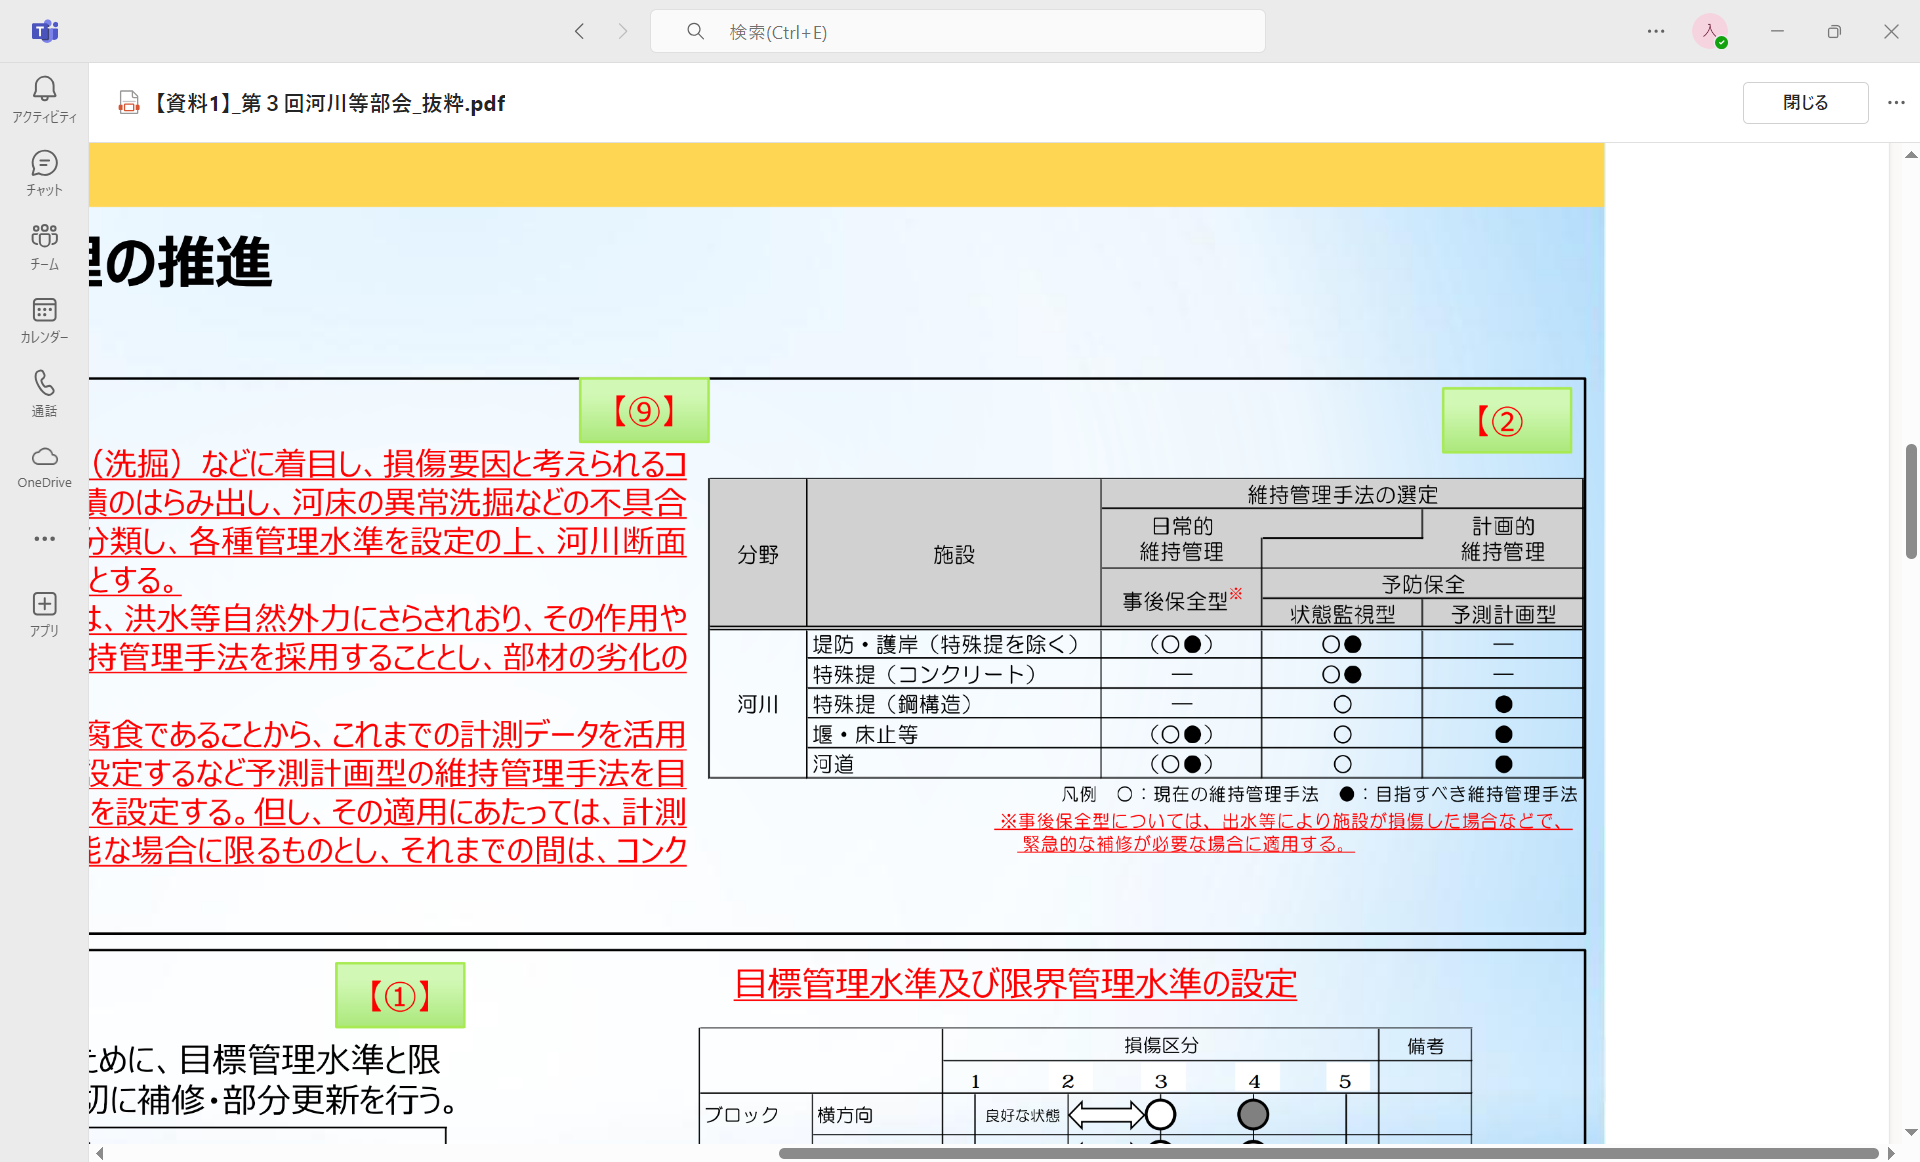 検索(Ctrl+E)
入
アクティビティ
チャット
チーム
カレンダー
通話
OneDrive
アプリ
【資料1】_第３回河川等部会_抜粋.pdf
閉じる
の推進
【⑨】
【②
（洗掘）などに着目し、損傷要因と考えられるコ
積のはらみ出し、河床の異常洗掘などの不具合
分類し、各種管理水準を設定の上、河川断面
とする。
は、洪水等自然外力にさらされおり、その作用や
持管理手法を採用することとし、部材の劣化の
腐食であることから、これまでの計測データを活用
設定するなど予測計画型の維持管理手法を目
を設定する。但し、その適用にあたっては、計測
能な場合に限るものとし、それまでの間は、コンク
分野 施設 維持管理手法の選定
日常的維持管理 計画的維持管理
事後保全型※ 予防保全
状態監視型 予測計画型
河川
堤防・護岸（特殊提を除く） （○●） ○● ―
特殊提（コンクリート） ― ○● ―
特殊提（鋼構造） ― ○ ●
堰・床止等 （○●） ○ ●
河道 （○●） ○ ●
凡例 ○：現在の維持管理手法 ●：目指すべき維持管理手法
※事後保全型については、出水等により施設が損傷した場合などで、
緊急的な補修が必要な場合に適用する。
【①】
ために、目標管理水準と限
切に補修・部分更新を行う。
目標管理水準及び限界管理水準の設定
損傷区分 備考
1 2 3 4 5
ブロック 横方向 良好な状態